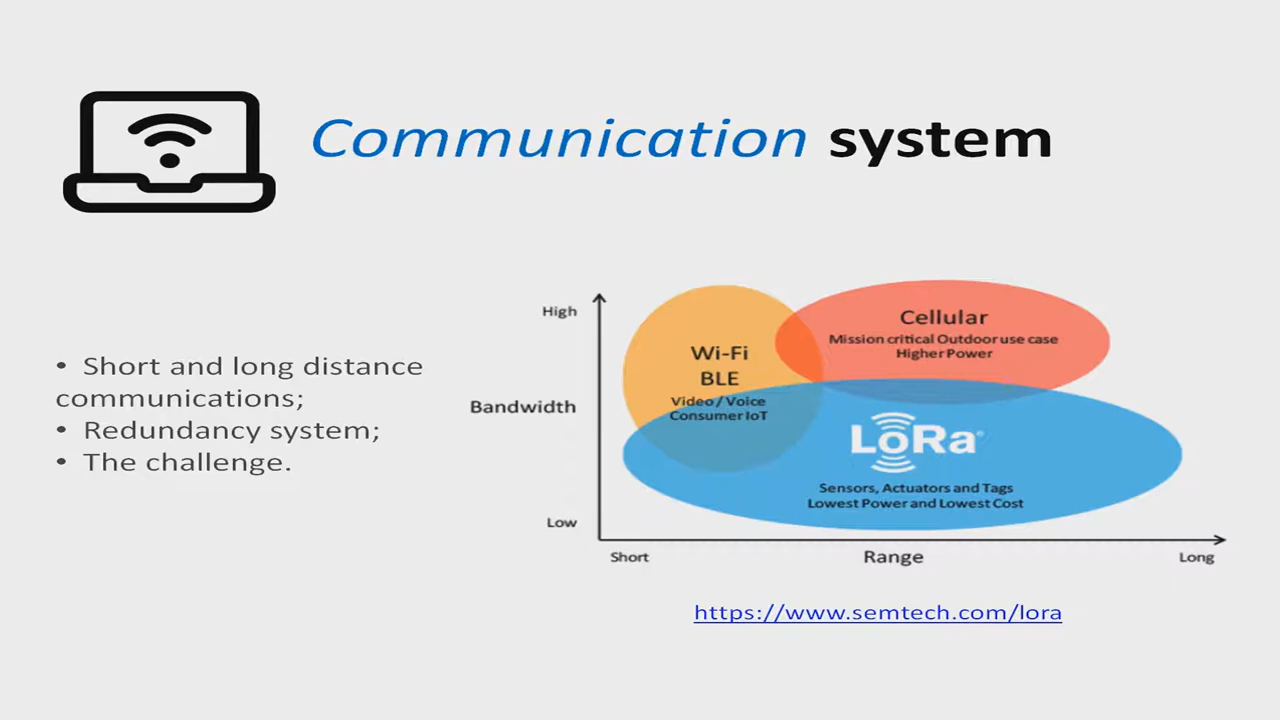 Communication system
• Short and long distance
communications;
• Redundancy system;
• The challenge.
High
Bandwidth
Low
Wi-Fi
BLE
Video / Voice
Consumer IoT
Cellular
Mission critical Outdoor use case
Higher Power
LoRa®
Sensors, Actuators and Tags
Lowest Power and Lowest Cost
Short
Range
Long
https://www.semtech.com/lora